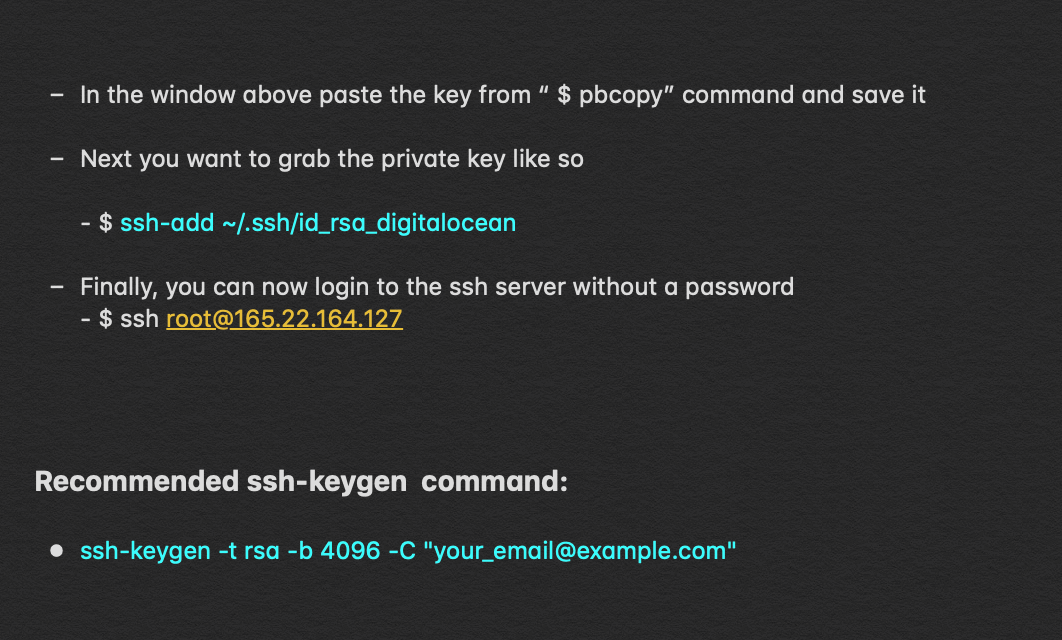 – In the window above paste the key from “ $ pbcopy” command and save it
– Next you want to grab the private key like so
- $ ssh-add ~/.ssh/id_rsa_digitalocean
– Finally, you can now login to the ssh server without a password
- $ ssh root@165.22.164.127
Recommended ssh-keygen  command:
● ssh-keygen -t rsa -b 4096 -C "your_email@example.com"